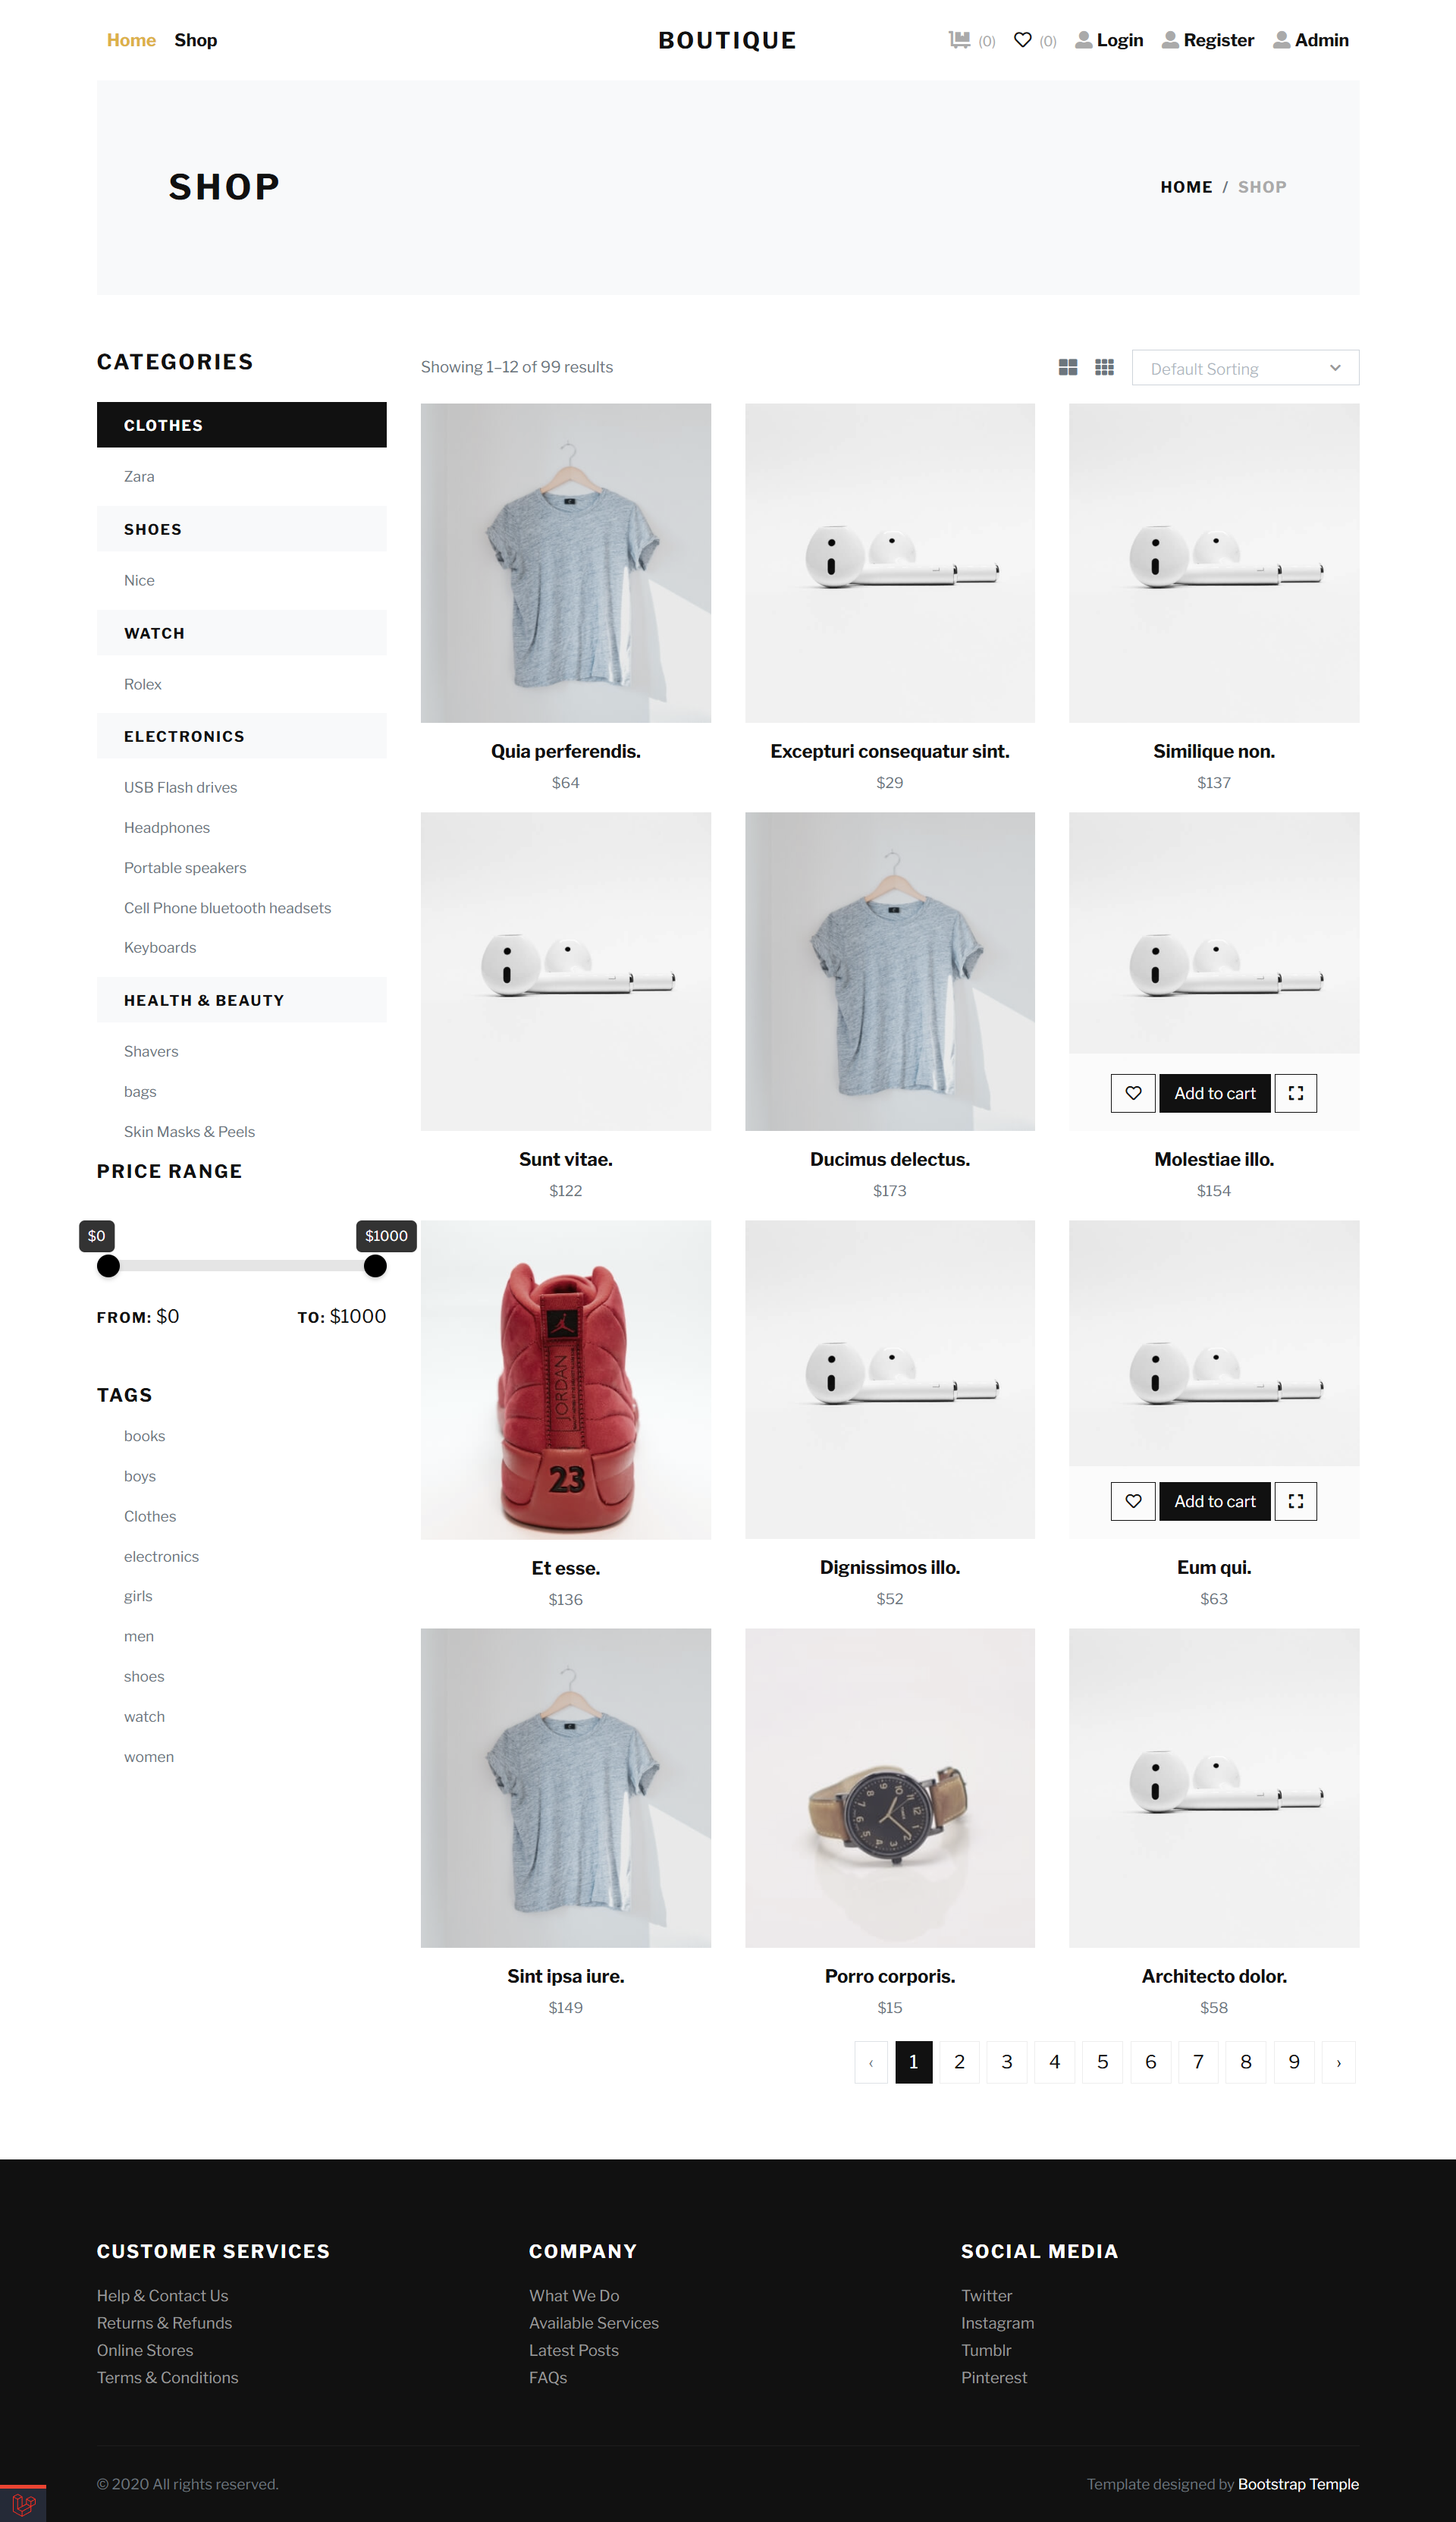 Home Shop BOUTIQUE (0) (0) Login Register Admin
SHOP
HOME / SHOP
CATEGORIES
CLOTHES
Zara
SHOES
Nice
WATCH
Rolex
ELECTRONICS
USB Flash drives
Headphones
Portable speakers
Cell Phone bluetooth headsets
Keyboards
HEALTH & BEAUTY
Shavers
bags
Skin Masks & Peels
PRICE RANGE
$0 $1000
FROM: $0 TO: $1000
TAGS
books
boys
Clothes
electronics
girls
men
shoes
watch
women
Showing 1–12 of 99 results
Default Sorting
Quia perferendis.
$64
Excepturi consequatur sint.
$29
Similique non.
$137
Sunt vitae.
$122
Ducimus delectus.
$173
Add to cart
Molestiae illo.
$154
JORDAN
23
Et esse.
$136
Dignissimos illo.
$52
Add to cart
Eum qui.
$63
Sint ipsa iure.
$149
Porro corporis.
$15
Architecto dolor.
$58
‹ 1 2 3 4 5 6 7 8 9 ›
CUSTOMER SERVICES
Help & Contact Us
Returns & Refunds
Online Stores
Terms & Conditions
COMPANY
What We Do
Available Services
Latest Posts
FAQs
SOCIAL MEDIA
Twitter
Instagram
Tumblr
Pinterest
© 2020 All rights reserved.
Template designed by Bootstrap Temple